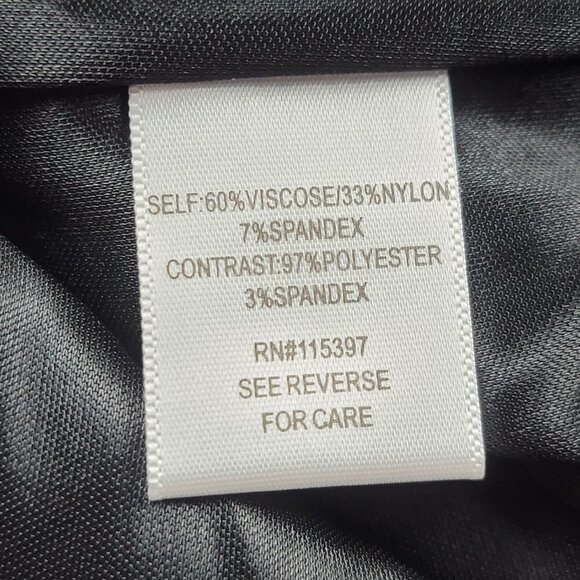 SELF:60%VISCOSE/33%NYLON
7%SPANDEX
CONTRAST:97%POLYESTER
3%SPANDEX
RN#115397
SEE REVERSE
FOR CARE